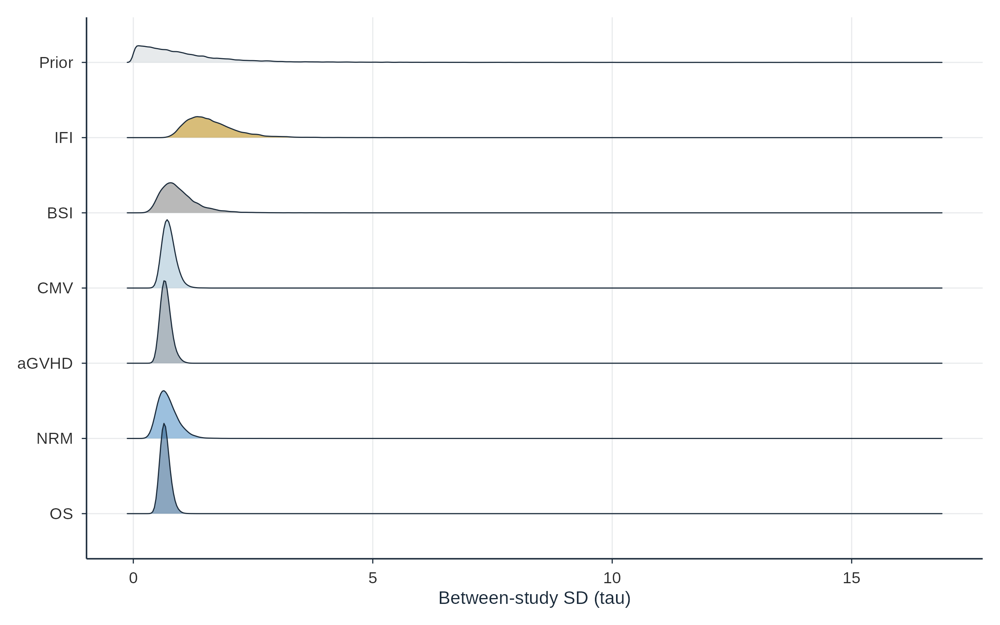 Prior
IFI
BSI
CMV
aGVHD
NRM
OS
0 5 10 15
Between-study SD (tau)